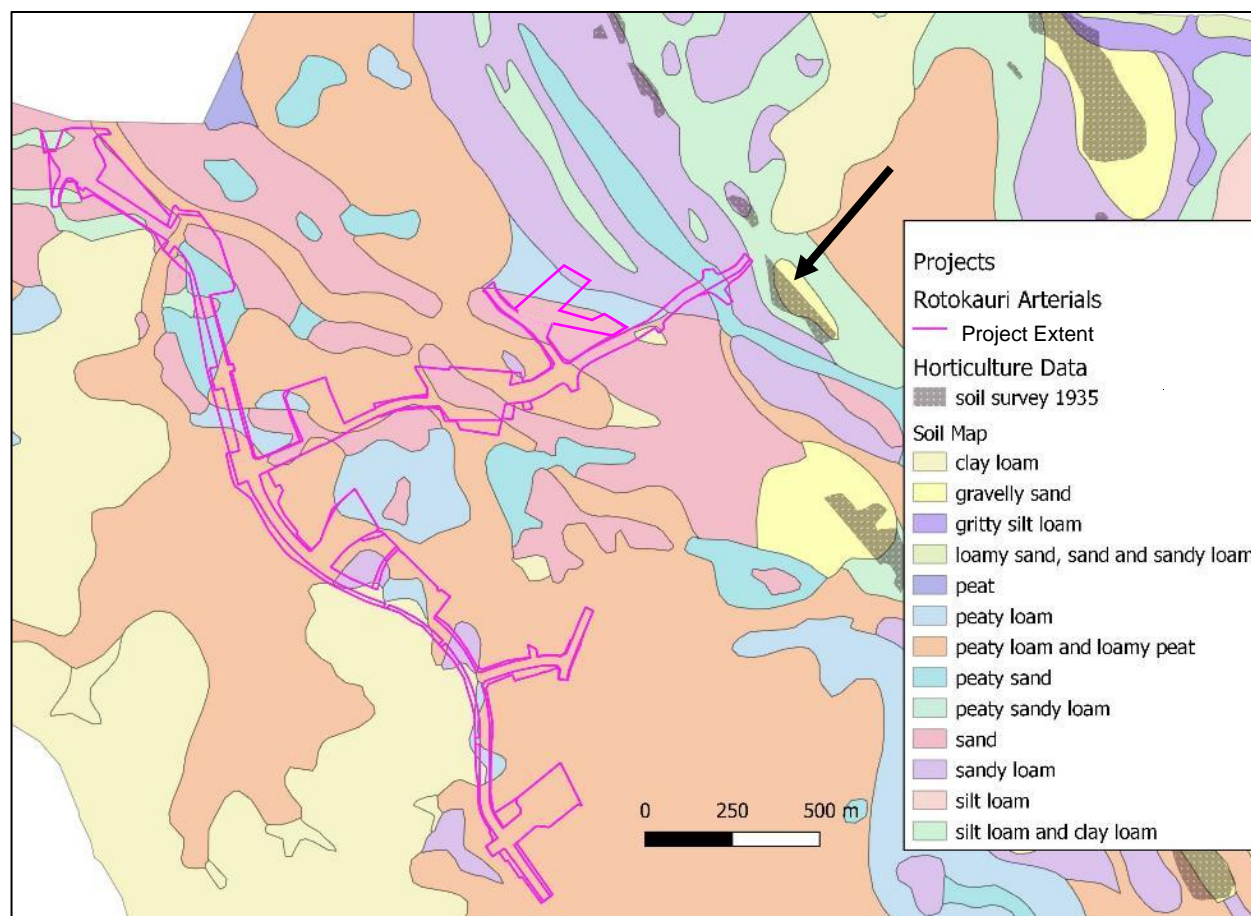 Projects
Rotokauri Arterials
Project Extent
Horticulture Data
soil survey 1935
Soil Map
clay loam
gravelly sand
gritty silt loam
loamy sand, sand and sandy loam
peat
peaty loam
peaty loam and loamy peat
peaty sand
peaty sandy loam
sand
sandy loam
silt loam
silt loam and clay loam
0 250 500 m